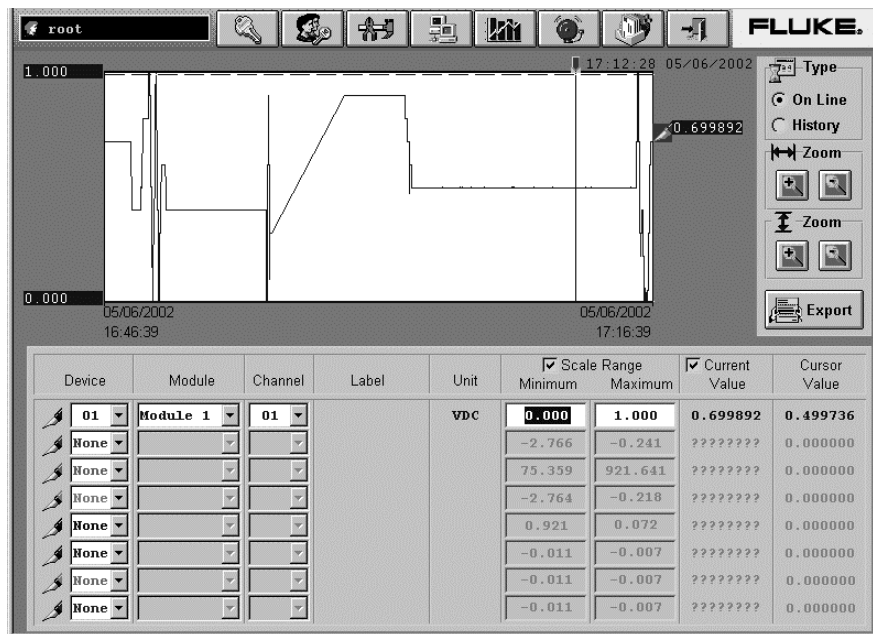 root
FLUKE.
1.000
17:12:28 05/06/2002
0.699892
0.000
05/06/2002
16:46:39
05/06/2002
17:16:39
Type
On Line
History
Zoom
Zoom
Export
Device Module Channel Label Unit Scale Range Minimum Maximum Current Value Cursor Value
01 Module 1 01 VDC 0.000 1.000 0.699892 0.499736
None -2.766 -0.241 ???????? 0.000000
None 75.359 921.641 ???????? 0.000000
None -2.764 -0.218 ???????? 0.000000
None 0.921 0.072 ???????? 0.000000
None -0.011 -0.007 ???????? 0.000000
None -0.011 -0.007 ???????? 0.000000
None -0.011 -0.007 ???????? 0.000000